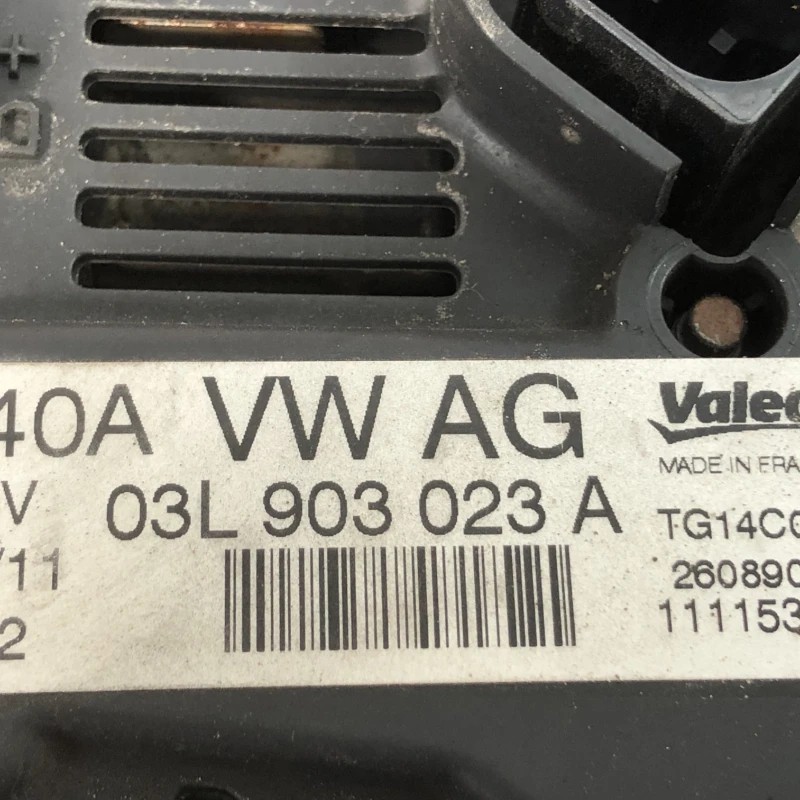 +
40A VW AG
Valeo
MADE IN FRA
V 03L 903 023 A
TG14C
/11
260890
2
111153